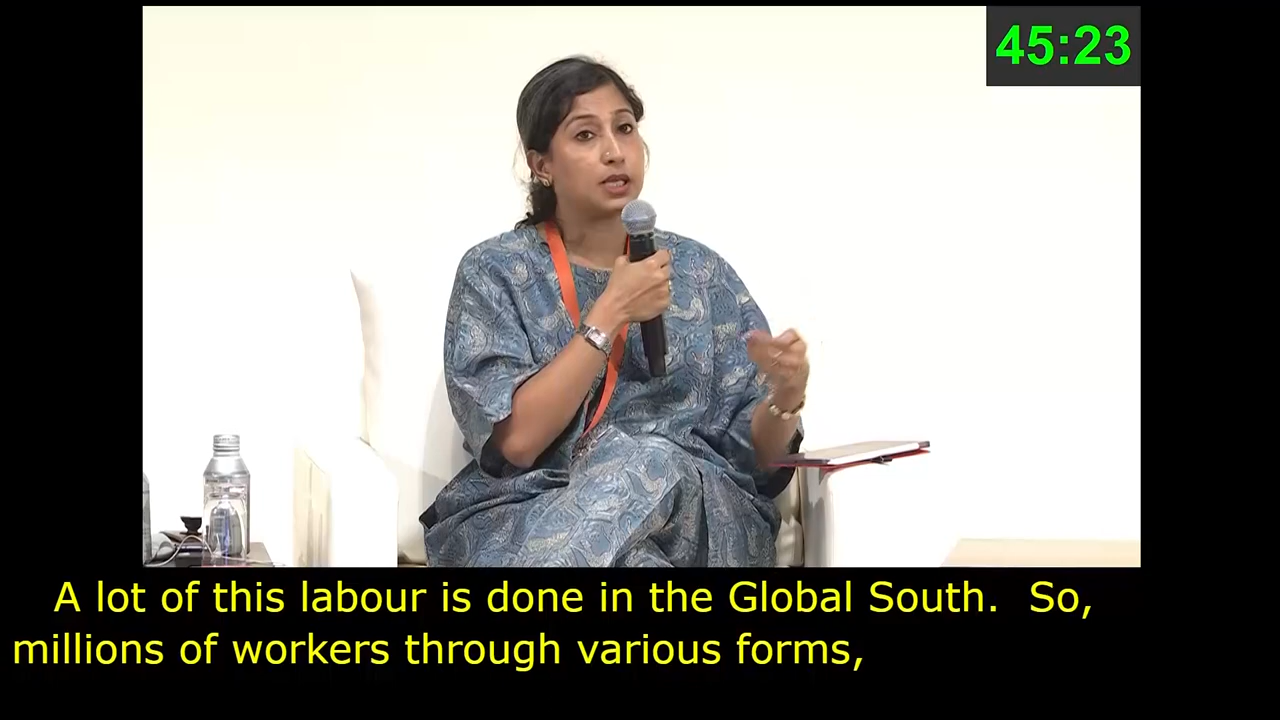 45:23
A lot of this labour is done in the Global South.  So,
millions of workers through various forms,